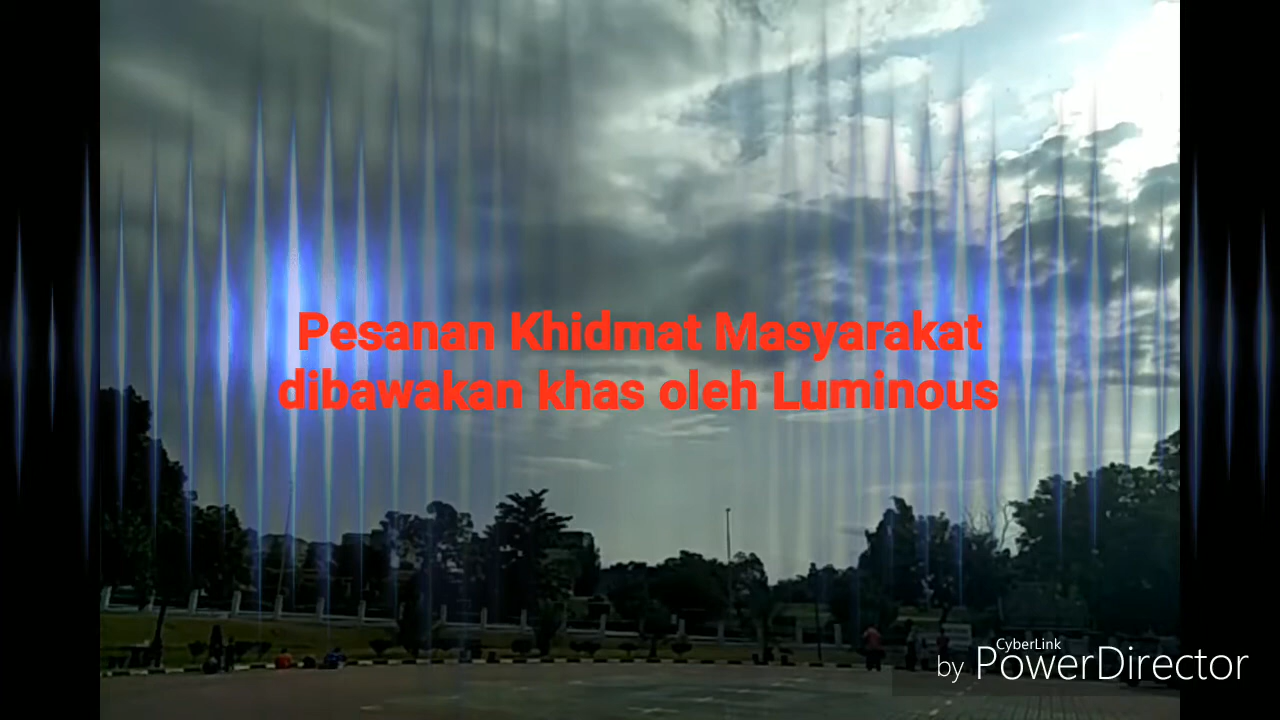 Pesanan Khidmat Masyarakat
dibawakan khas oleh Luminous
CyberLink
by PowerDirector